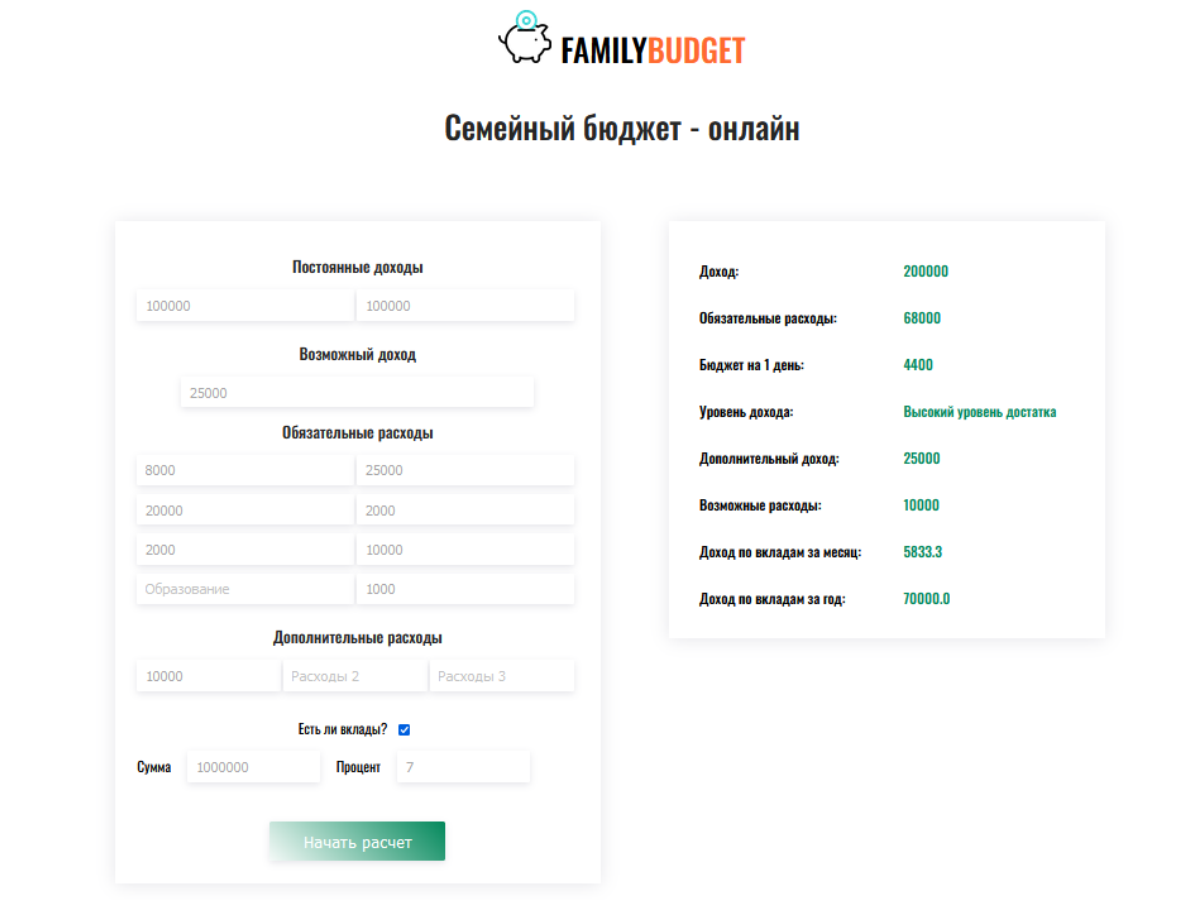 FAMILYBUDGET
Семейный бюджет - онлайн
Постоянные доходы
100000 100000
Возможный доход
25000
Обязательные расходы
8000 25000
20000 2000
2000 10000
Образование 1000
Дополнительные расходы
10000 Расходы 2 Расходы 3
Есть ли вклады?
Сумма 1000000 Процент 7
Начать расчет
Доход: 200000
Обязательные расходы: 68000
Бюджет на 1 день: 4400
Уровень дохода: Высокий уровень достатка
Дополнительный доход: 25000
Возможные расходы: 10000
Доход по вкладам за месяц: 5833.3
Доход по вкладам за год: 70000.0